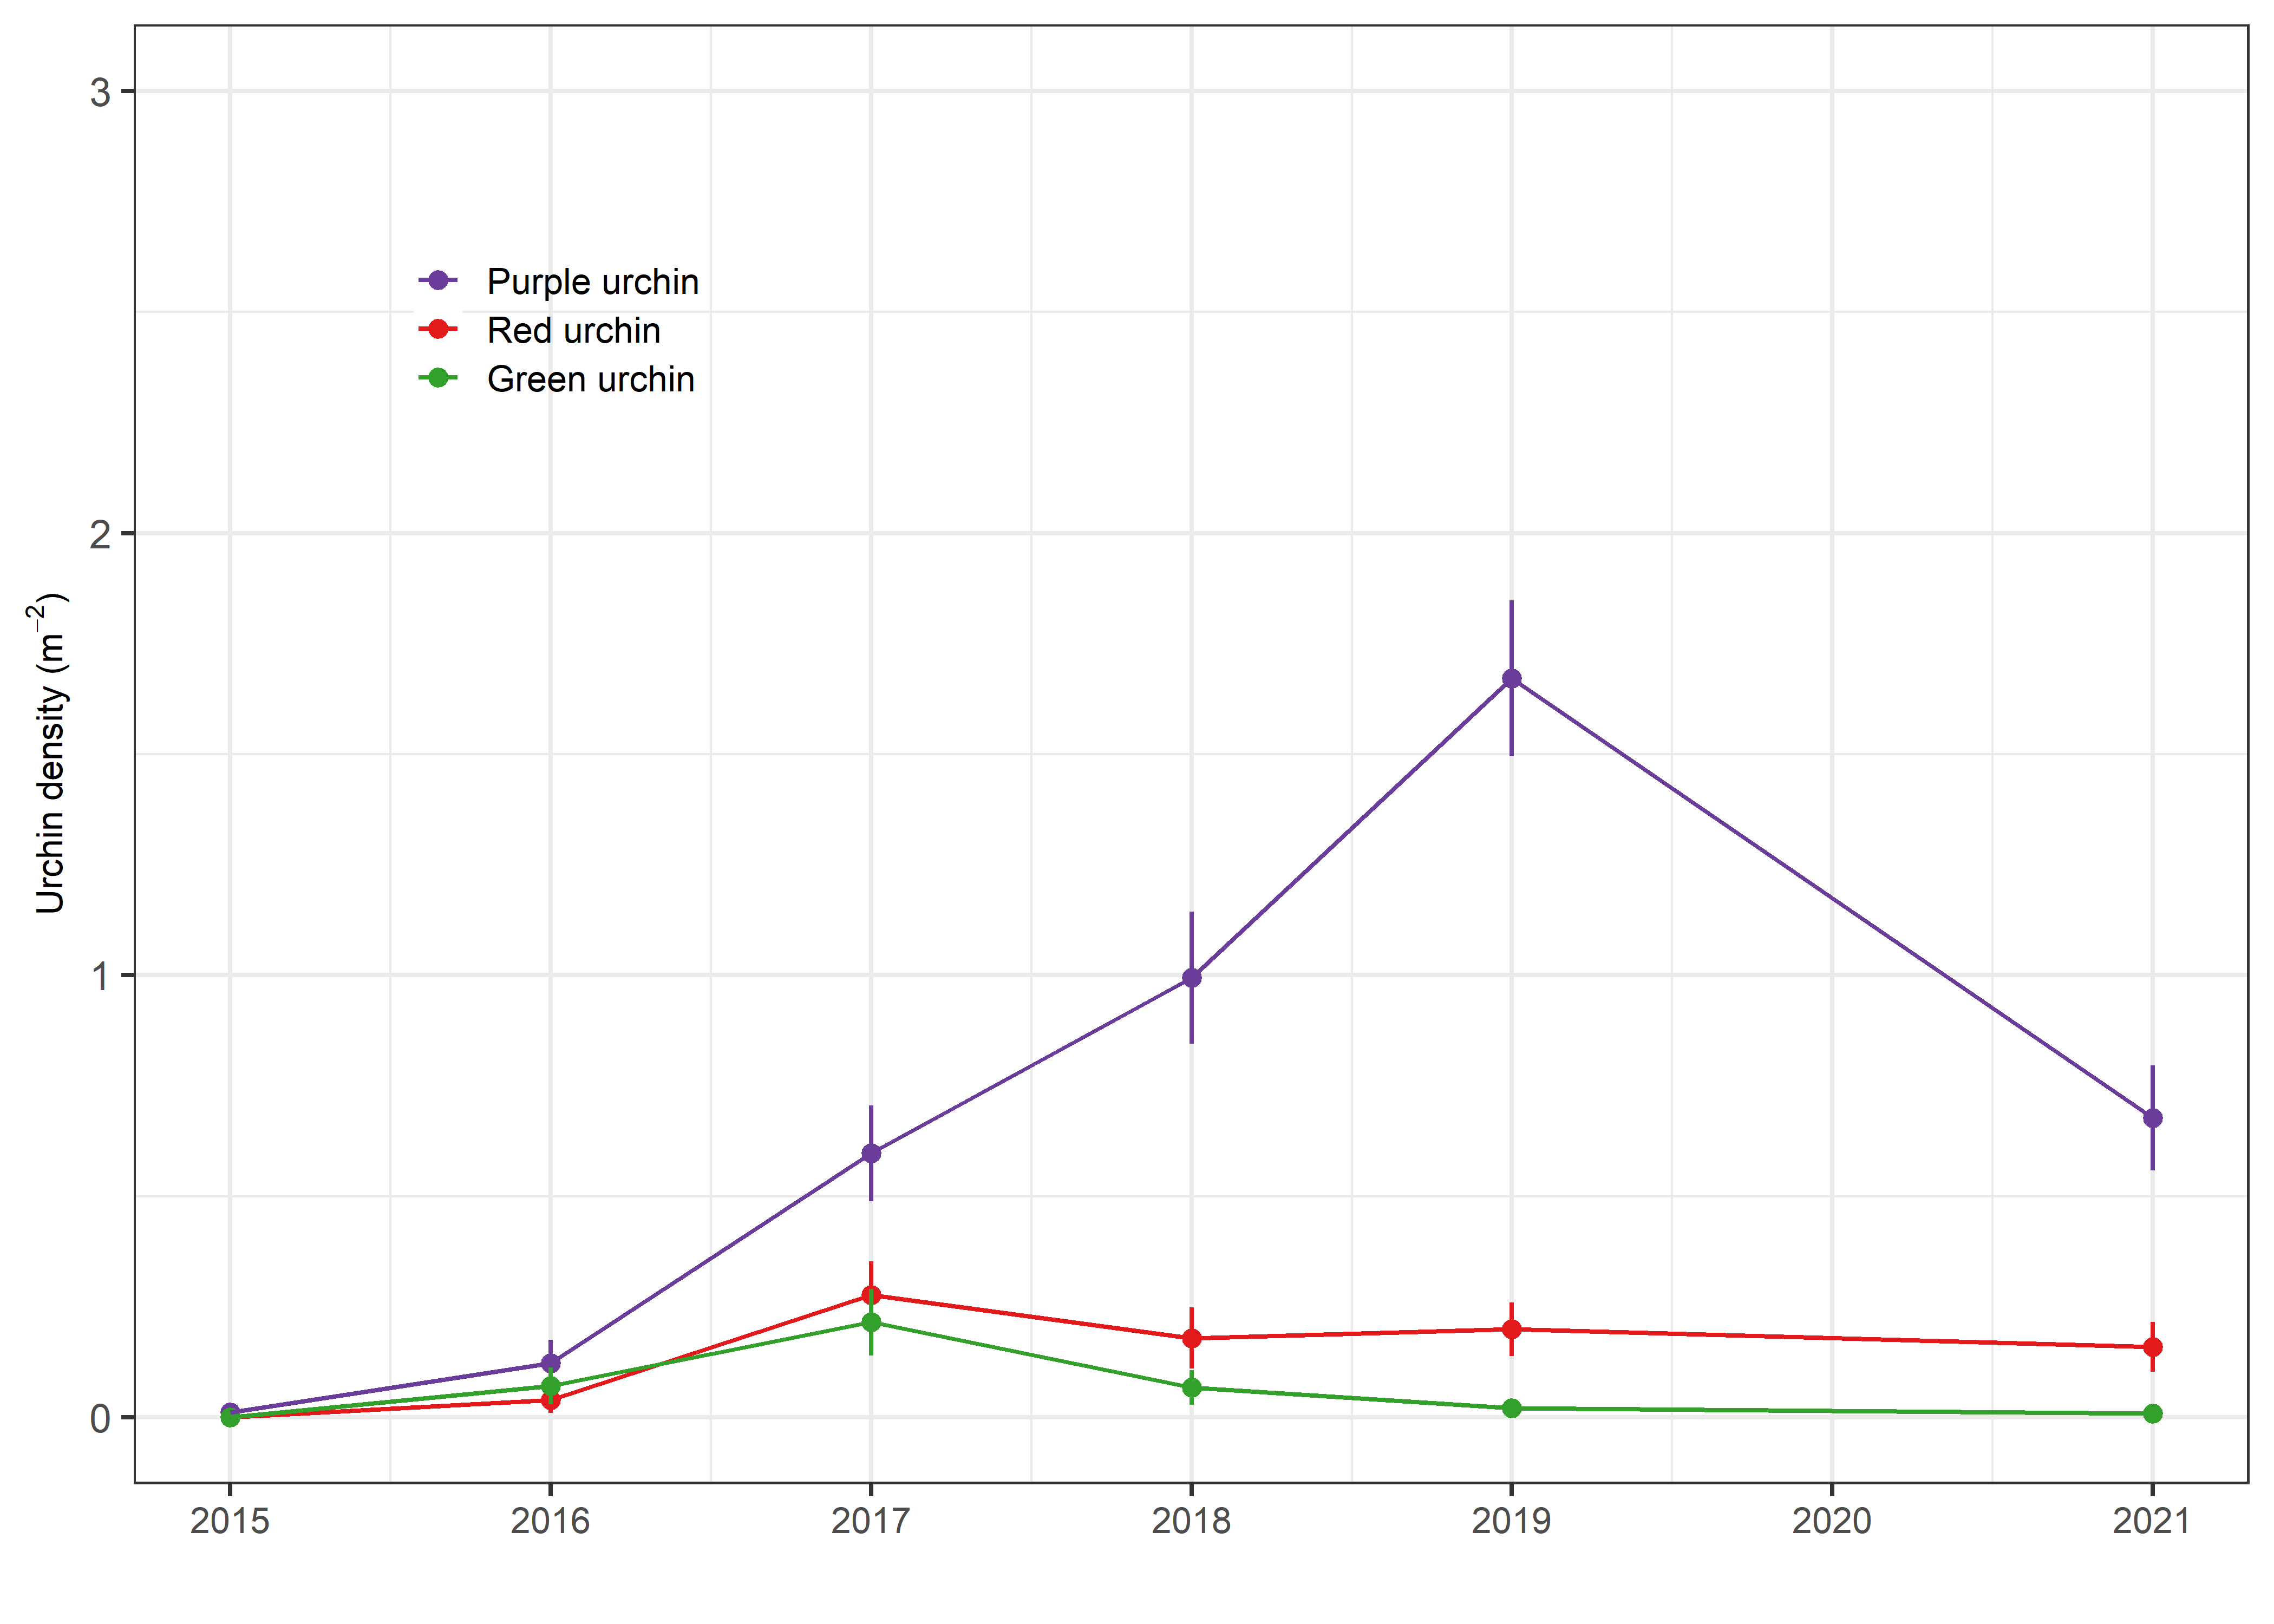 3
2
1
0
Urchin density (m⁻²)
Purple urchin
Red urchin
Green urchin
2015 2016 2017 2018 2019 2020 2021